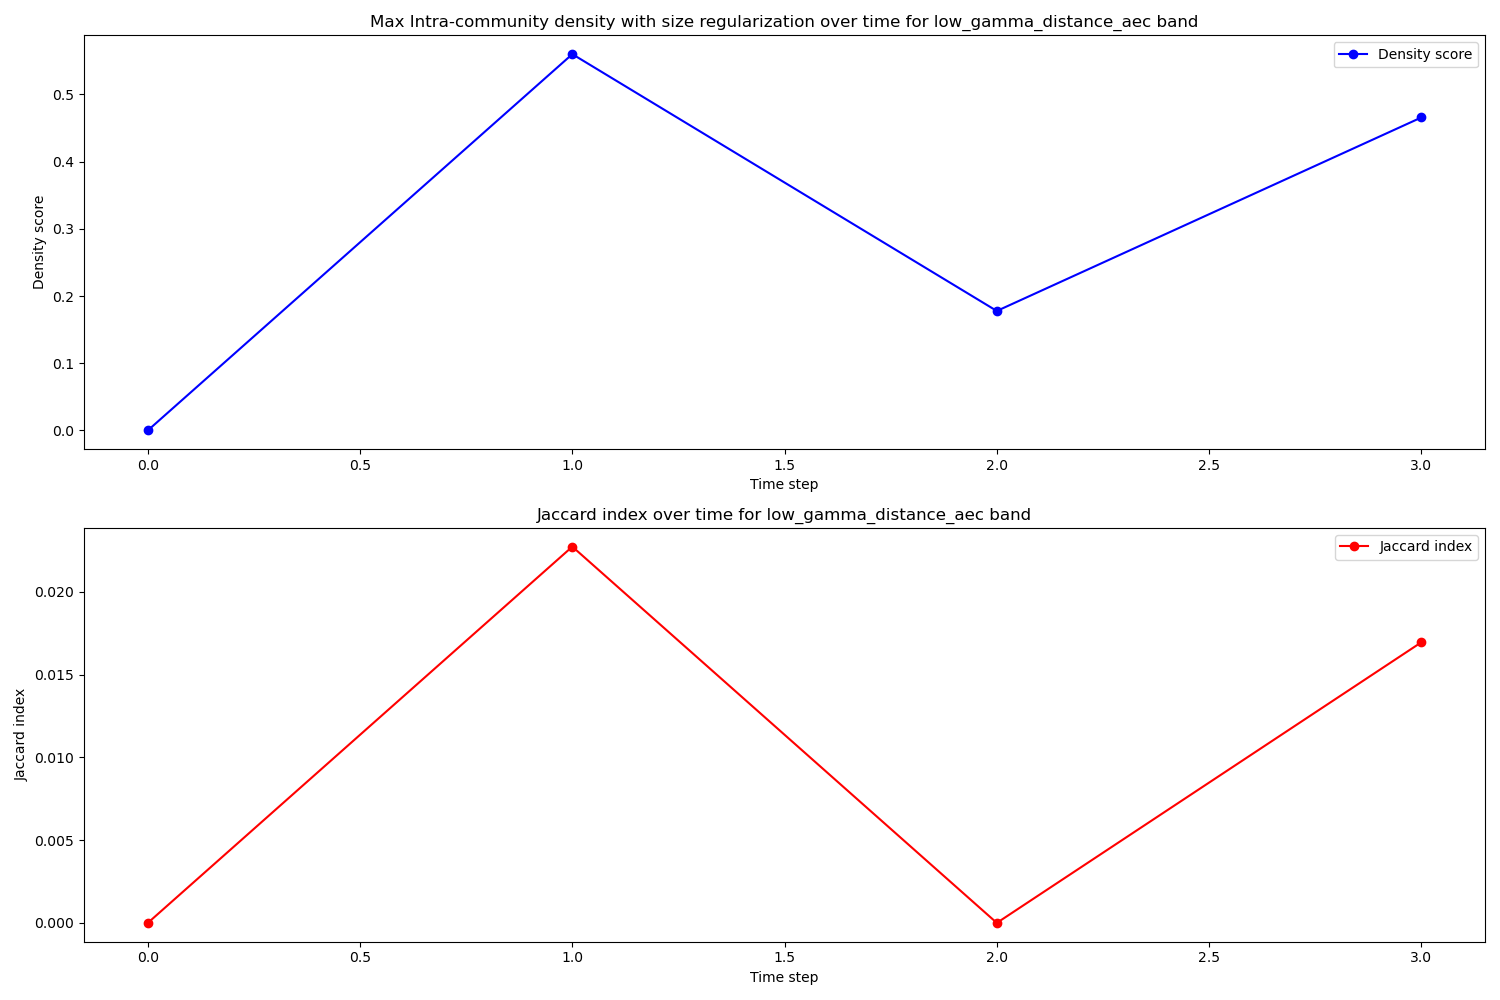 Max Intra-community density with size regularization over time for low_gamma_distance_aec band
Density score
Density score
0.5
0.4
0.3
0.2
0.1
0.0
0.0 0.5 1.0 1.5 2.0 2.5 3.0
Time step
Jaccard index over time for low_gamma_distance_aec band
Jaccard index
Jaccard index
0.020
0.015
0.010
0.005
0.000
0.0 0.5 1.0 1.5 2.0 2.5 3.0
Time step